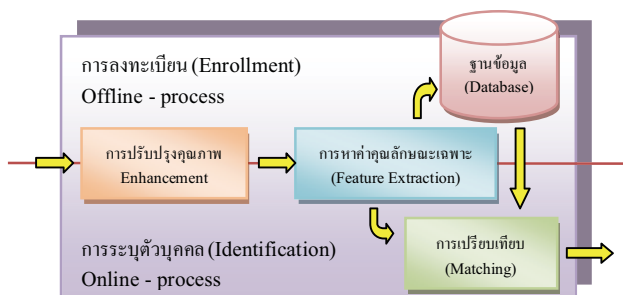 การลงทะเบียน (Enrollment)
Offline - process
ฐานข้อมูล
(Database)
การปรับปรุงคุณภาพ
Enhancement
การหาค่าคุณลักษณะเฉพาะ
(Feature Extraction)
การระบุตัวบุคคล (Identification)
Online - process
การเปรียบเทียบ
(Matching)